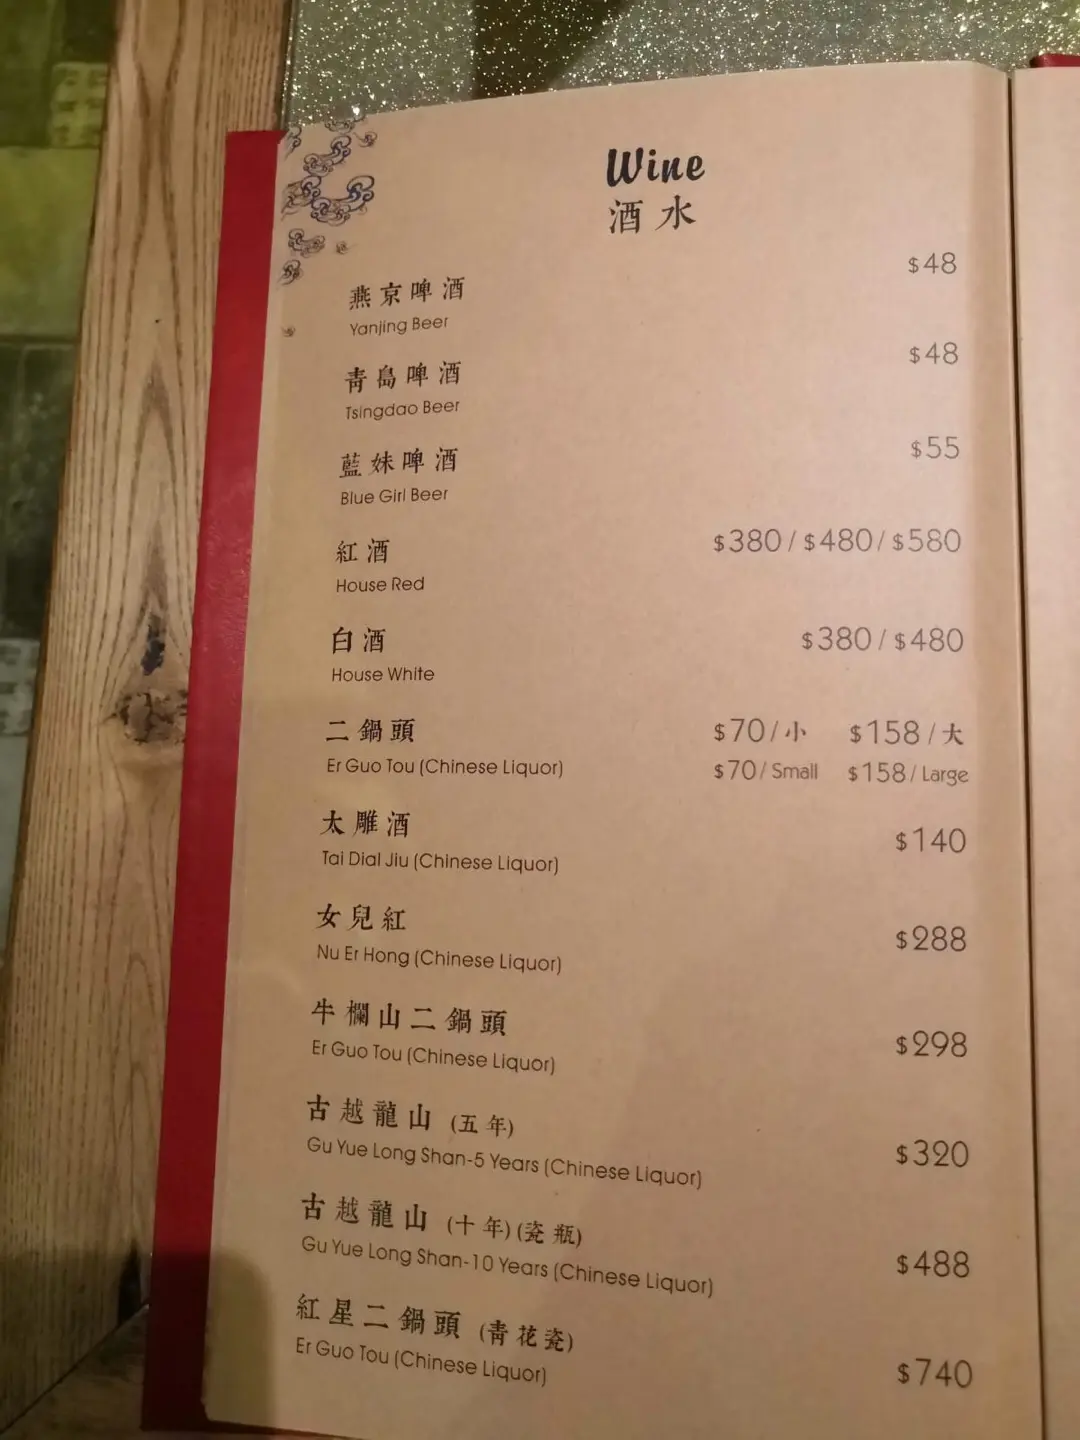 Wine
酒水
燕京啤酒 $48
Yanjing Beer
青島啤酒 $48
Tsingdao Beer
藍妹啤酒 $55
Blue Girl Beer
紅酒 $380/$480/$580
House Red
白酒 $380/$480
House White
二鍋頭 $70/小 $158/大
Er Guo Tou (Chinese Liquor) $70/Small $158/Large
太雕酒 $140
Tai Dial Jiu (Chinese Liquor)
女兒紅 $288
Nu Er Hong (Chinese Liquor)
牛欄山二鍋頭 $298
Er Guo Tou (Chinese Liquor)
古越龍山 (五年) $320
Gu Yue Long Shan-5 Years (Chinese Liquor)
古越龍山 (十年)(瓷瓶) $488
Gu Yue Long Shan-10 Years (Chinese Liquor)
紅星二鍋頭 (青花瓷) $740
Er Guo Tou (Chinese Liquor)